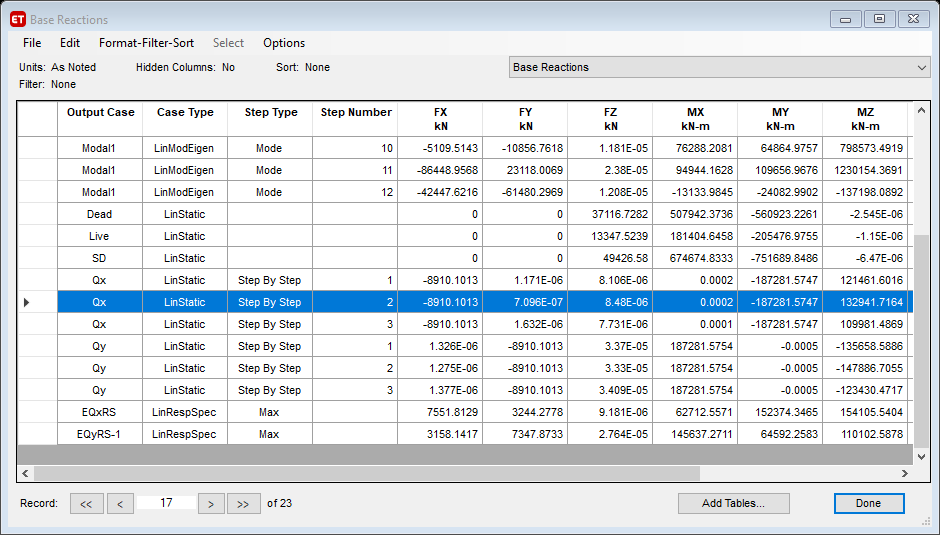 ET Base Reactions
File Edit Format-Filter-Sort Select Options
Units: As Noted Hidden Columns: No Sort: None Base Reactions
Filter: None
Output Case Case Type Step Type Step Number FX FY FZ MX MY MZ
kN kN kN kN-m kN-m kN-m
Modal1 LinModEigen Mode 10 -5109.5143 -10856.7618 1.181E-05 76288.2081 64864.9757 798573.4919
Modal1 LinModEigen Mode 11 -86448.9568 23118.0069 2.38E-05 94944.1628 109656.9676 1230154.3691
Modal1 LinModEigen Mode 12 -42447.6216 -61480.2969 1.208E-05 -13133.9845 -24082.9902 -137198.0892
Dead LinStatic 0 0 37116.7282 507942.3736 -560923.2261 -2.545E-06
Live LinStatic 0 0 13347.5239 181404.6458 -205476.9755 -1.15E-06
SD LinStatic 0 0 49426.58 674674.8333 -751689.8486 -6.47E-06
Qx LinStatic Step By Step 1 -8910.1013 1.171E-06 8.106E-06 0.0002 -187281.5747 121461.6016
Qx LinStatic Step By Step 2 -8910.1013 7.096E-07 8.48E-06 0.0002 -187281.5747 132941.7164
Qx LinStatic Step By Step 3 -8910.1013 1.632E-06 7.731E-06 0.0001 -187281.5747 109981.4869
Qy LinStatic Step By Step 1 1.326E-06 -8910.1013 3.37E-05 187281.5754 -0.0005 -135658.5886
Qy LinStatic Step By Step 2 1.275E-06 -8910.1013 3.33E-05 187281.5754 -0.0005 -147886.7055
Qy LinStatic Step By Step 3 1.377E-06 -8910.1013 3.409E-05 187281.5754 -0.0005 -123430.4717
EQxRS LinRespSpec Max 7551.8129 3244.2778 9.181E-06 62712.5571 152374.3465 154105.5404
EQyRS-1 LinRespSpec Max 3158.1417 7347.8733 2.764E-05 145637.2711 64592.2583 110102.5878
Record: << < 17 > >> of 23 Add Tables... Done